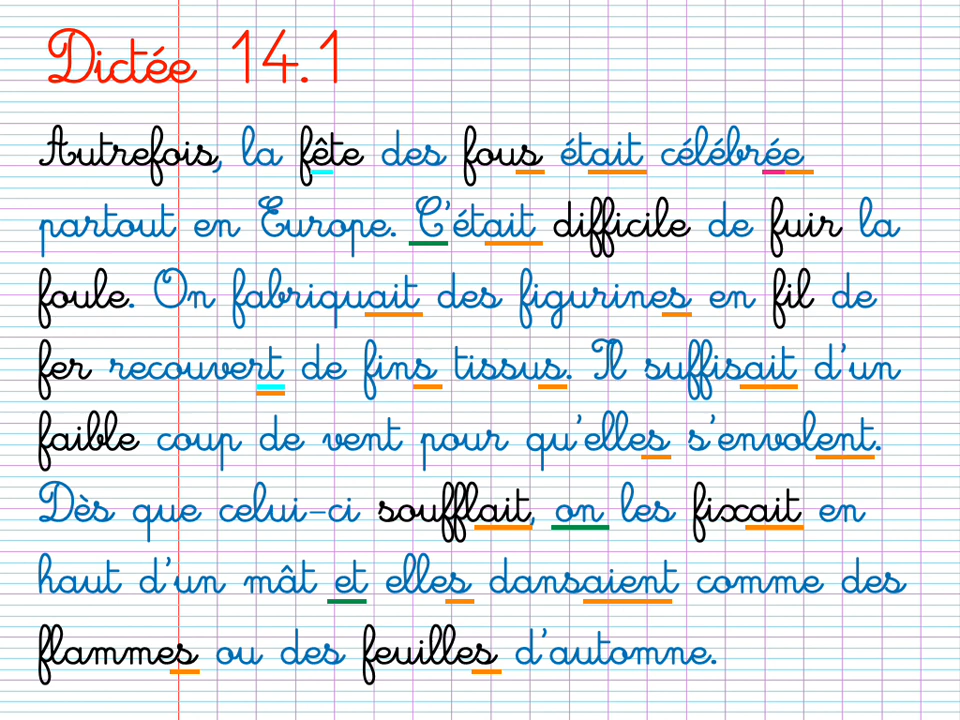 Dictée 14.1
Autrefois, la fête des fous était célébrée
partout en Europe. C'était difficile de fuir la
foule. On fabriquait des figurines en fil de
fer recouvert de fins tissus. Il suffisait d'un
faible coup de vent pour qu'elles s'envolent.
Dès que celui-ci soufflait, on les fixait en
haut d'un mât et elles dansaient comme des
flammes ou des feuilles d'automne.